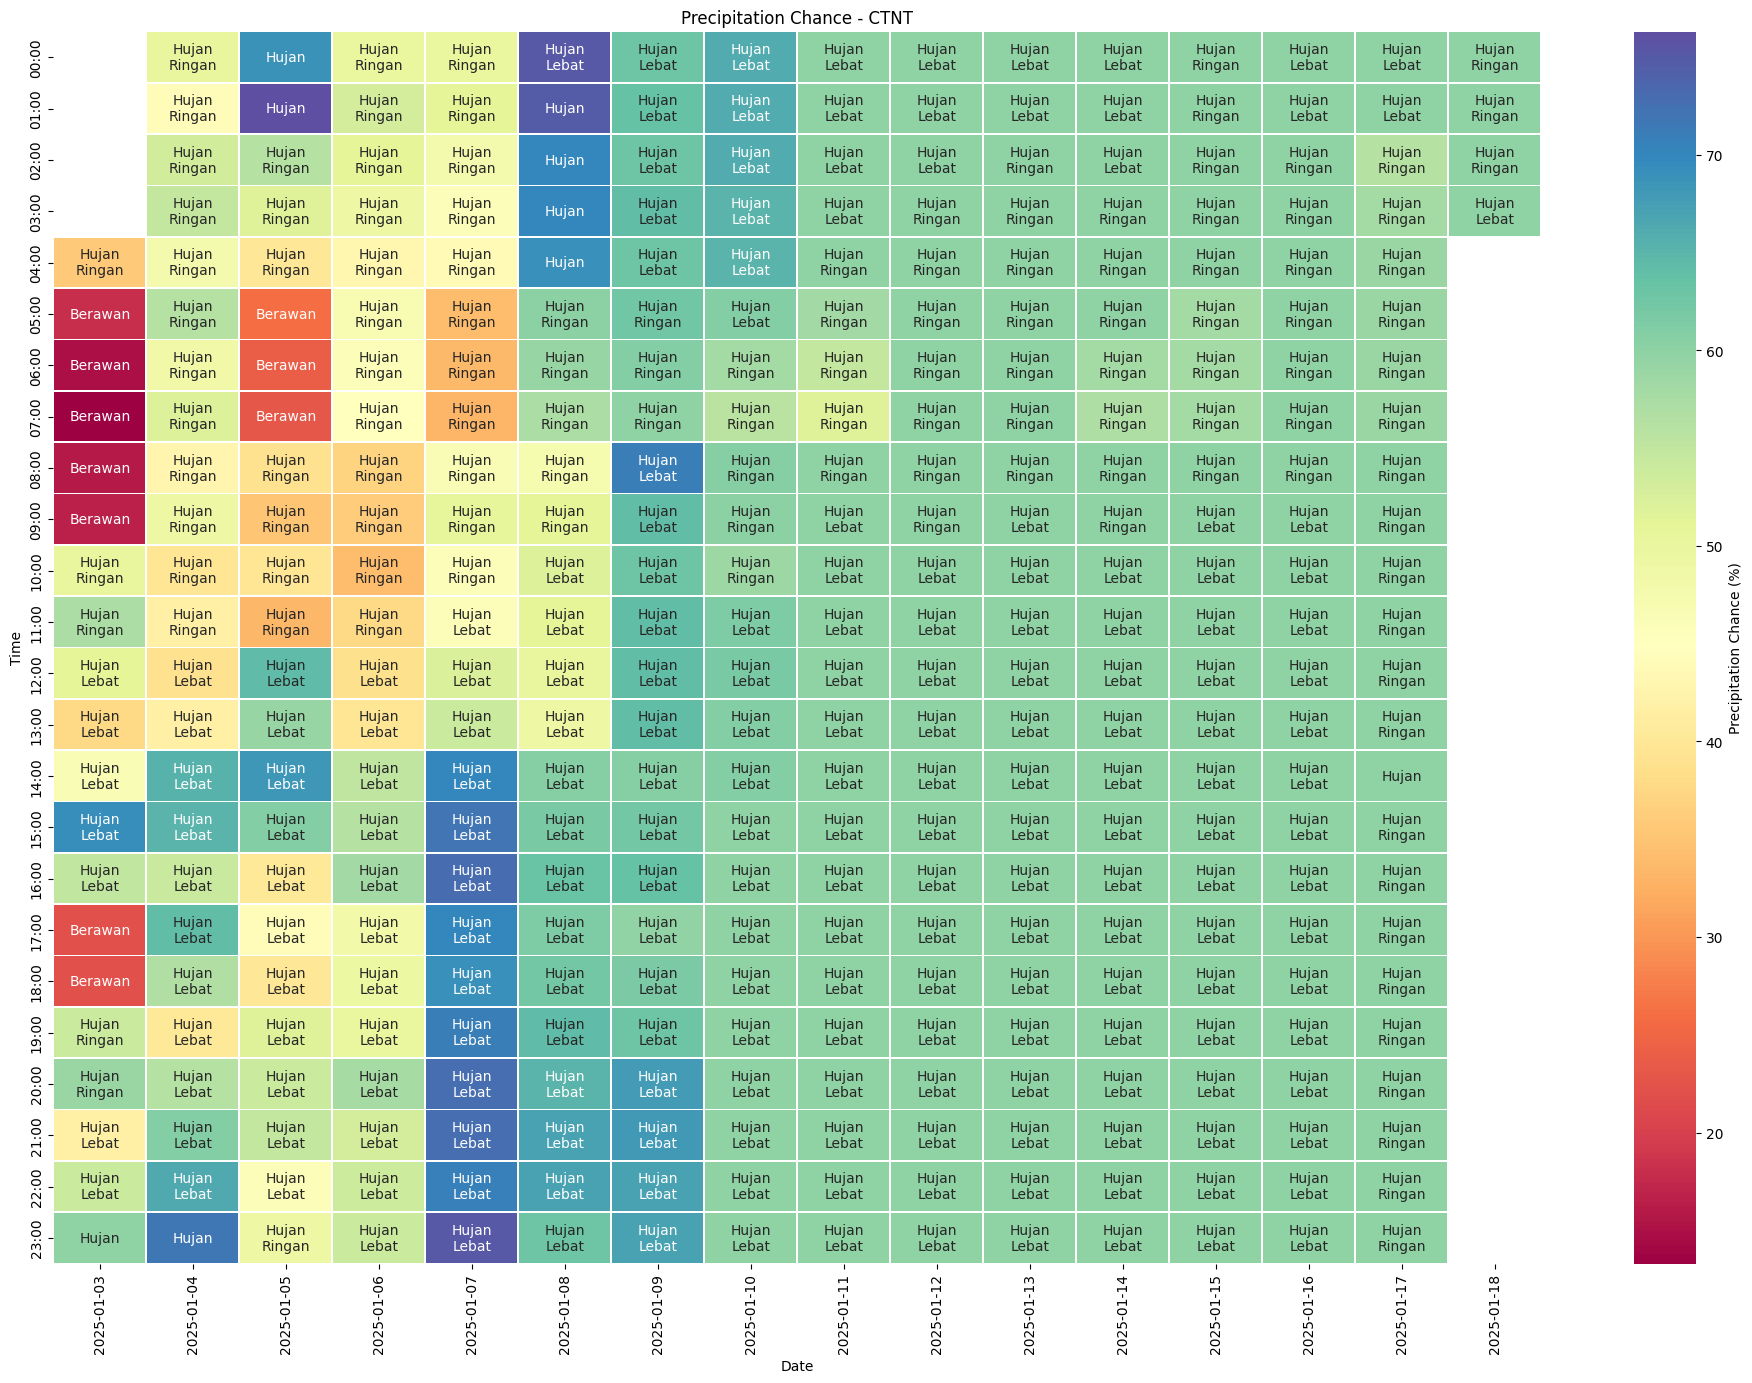 Precipitation Chance - CTNT
00:00 Hujan Ringan Hujan Hujan Ringan Hujan Ringan Hujan Lebat Hujan Lebat Hujan Lebat Hujan Lebat Hujan Lebat Hujan Lebat Hujan Lebat Hujan Ringan Hujan Lebat Hujan Lebat Hujan Ringan
01:00 Hujan Ringan Hujan Hujan Ringan Hujan Ringan Hujan Hujan Lebat Hujan Lebat Hujan Lebat Hujan Lebat Hujan Lebat Hujan Lebat Hujan Ringan Hujan Lebat Hujan Lebat Hujan Ringan
02:00 Hujan Ringan Hujan Ringan Hujan Ringan Hujan Ringan Hujan Hujan Lebat Hujan Lebat Hujan Lebat Hujan Lebat Hujan Ringan Hujan Lebat Hujan Ringan Hujan Ringan Hujan Ringan Hujan Ringan
03:00 Hujan Ringan Hujan Ringan Hujan Ringan Hujan Ringan Hujan Hujan Lebat Hujan Lebat Hujan Lebat Hujan Ringan Hujan Ringan Hujan Ringan Hujan Ringan Hujan Ringan Hujan Ringan Hujan Lebat
04:00 Hujan Ringan Hujan Ringan Hujan Ringan Hujan Ringan Hujan Ringan Hujan Hujan Lebat Hujan Lebat Hujan Ringan Hujan Ringan Hujan Ringan Hujan Ringan Hujan Ringan Hujan Ringan Hujan Ringan
05:00 Berawan Hujan Ringan Berawan Hujan Ringan Hujan Ringan Hujan Ringan Hujan Ringan Hujan Lebat Hujan Ringan Hujan Ringan Hujan Ringan Hujan Ringan Hujan Ringan Hujan Ringan Hujan Ringan
06:00 Berawan Hujan Ringan Berawan Hujan Ringan Hujan Ringan Hujan Ringan Hujan Ringan Hujan Ringan Hujan Ringan Hujan Ringan Hujan Ringan Hujan Ringan Hujan Ringan Hujan Ringan Hujan Ringan
07:00 Berawan Hujan Ringan Berawan Hujan Ringan Hujan Ringan Hujan Ringan Hujan Ringan Hujan Ringan Hujan Ringan Hujan Ringan Hujan Ringan Hujan Ringan Hujan Ringan Hujan Ringan Hujan Ringan
08:00 Berawan Hujan Ringan Hujan Ringan Hujan Ringan Hujan Ringan Hujan Ringan Hujan Lebat Hujan Ringan Hujan Ringan Hujan Ringan Hujan Ringan Hujan Ringan Hujan Ringan Hujan Ringan Hujan Ringan
09:00 Berawan Hujan Ringan Hujan Ringan Hujan Ringan Hujan Ringan Hujan Ringan Hujan Lebat Hujan Ringan Hujan Lebat Hujan Ringan Hujan Lebat Hujan Ringan Hujan Lebat Hujan Lebat Hujan Ringan
10:00 Hujan Ringan Hujan Ringan Hujan Ringan Hujan Ringan Hujan Ringan Hujan Lebat Hujan Lebat Hujan Ringan Hujan Lebat Hujan Lebat Hujan Lebat Hujan Lebat Hujan Lebat Hujan Lebat Hujan Ringan
11:00 Hujan Ringan Hujan Ringan Hujan Ringan Hujan Ringan Hujan Lebat Hujan Lebat Hujan Lebat Hujan Lebat Hujan Lebat Hujan Lebat Hujan Lebat Hujan Lebat Hujan Lebat Hujan Lebat Hujan Ringan
12:00 Hujan Lebat Hujan Lebat Hujan Lebat Hujan Lebat Hujan Lebat Hujan Lebat Hujan Lebat Hujan Lebat Hujan Lebat Hujan Lebat Hujan Lebat Hujan Lebat Hujan Lebat Hujan Lebat Hujan Ringan
13:00 Hujan Lebat Hujan Lebat Hujan Lebat Hujan Lebat Hujan Lebat Hujan Lebat Hujan Lebat Hujan Lebat Hujan Lebat Hujan Lebat Hujan Lebat Hujan Lebat Hujan Lebat Hujan Lebat Hujan Ringan
14:00 Hujan Lebat Hujan Lebat Hujan Lebat Hujan Lebat Hujan Lebat Hujan Lebat Hujan Lebat Hujan Lebat Hujan Lebat Hujan Lebat Hujan Lebat Hujan Lebat Hujan Lebat Hujan Lebat Hujan
15:00 Hujan Lebat Hujan Lebat Hujan Lebat Hujan Lebat Hujan Lebat Hujan Lebat Hujan Lebat Hujan Lebat Hujan Lebat Hujan Lebat Hujan Lebat Hujan Lebat Hujan Lebat Hujan Lebat Hujan Ringan
16:00 Hujan Lebat Hujan Lebat Hujan Lebat Hujan Lebat Hujan Lebat Hujan Lebat Hujan Lebat Hujan Lebat Hujan Lebat Hujan Lebat Hujan Lebat Hujan Lebat Hujan Lebat Hujan Lebat Hujan Ringan
17:00 Berawan Hujan Lebat Hujan Lebat Hujan Lebat Hujan Lebat Hujan Lebat Hujan Lebat Hujan Lebat Hujan Lebat Hujan Lebat Hujan Lebat Hujan Lebat Hujan Lebat Hujan Lebat Hujan Ringan
18:00 Berawan Hujan Lebat Hujan Lebat Hujan Lebat Hujan Lebat Hujan Lebat Hujan Lebat Hujan Lebat Hujan Lebat Hujan Lebat Hujan Lebat Hujan Lebat Hujan Lebat Hujan Lebat Hujan Ringan
19:00 Hujan Ringan Hujan Lebat Hujan Lebat Hujan Lebat Hujan Lebat Hujan Lebat Hujan Lebat Hujan Lebat Hujan Lebat Hujan Lebat Hujan Lebat Hujan Lebat Hujan Lebat Hujan Lebat Hujan Ringan
20:00 Hujan Ringan Hujan Lebat Hujan Lebat Hujan Lebat Hujan Lebat Hujan Lebat Hujan Lebat Hujan Lebat Hujan Lebat Hujan Lebat Hujan Lebat Hujan Lebat Hujan Lebat Hujan Lebat Hujan Ringan
21:00 Hujan Lebat Hujan Lebat Hujan Lebat Hujan Lebat Hujan Lebat Hujan Lebat Hujan Lebat Hujan Lebat Hujan Lebat Hujan Lebat Hujan Lebat Hujan Lebat Hujan Lebat Hujan Lebat Hujan Ringan
22:00 Hujan Lebat Hujan Lebat Hujan Lebat Hujan Lebat Hujan Lebat Hujan Lebat Hujan Lebat Hujan Lebat Hujan Lebat Hujan Lebat Hujan Lebat Hujan Lebat Hujan Lebat Hujan Lebat Hujan Ringan
23:00 Hujan Hujan Hujan Ringan Hujan Lebat Hujan Lebat Hujan Lebat Hujan Lebat Hujan Lebat Hujan Lebat Hujan Lebat Hujan Lebat Hujan Lebat Hujan Lebat Hujan Lebat Hujan Ringan
Time
2025-01-03 2025-01-04 2025-01-05 2025-01-06 2025-01-07 2025-01-08 2025-01-09 2025-01-10 2025-01-11 2025-01-12 2025-01-13 2025-01-14 2025-01-15 2025-01-16 2025-01-17 2025-01-18
Date
70
60
50
40
30
20
Precipitation Chance (%)